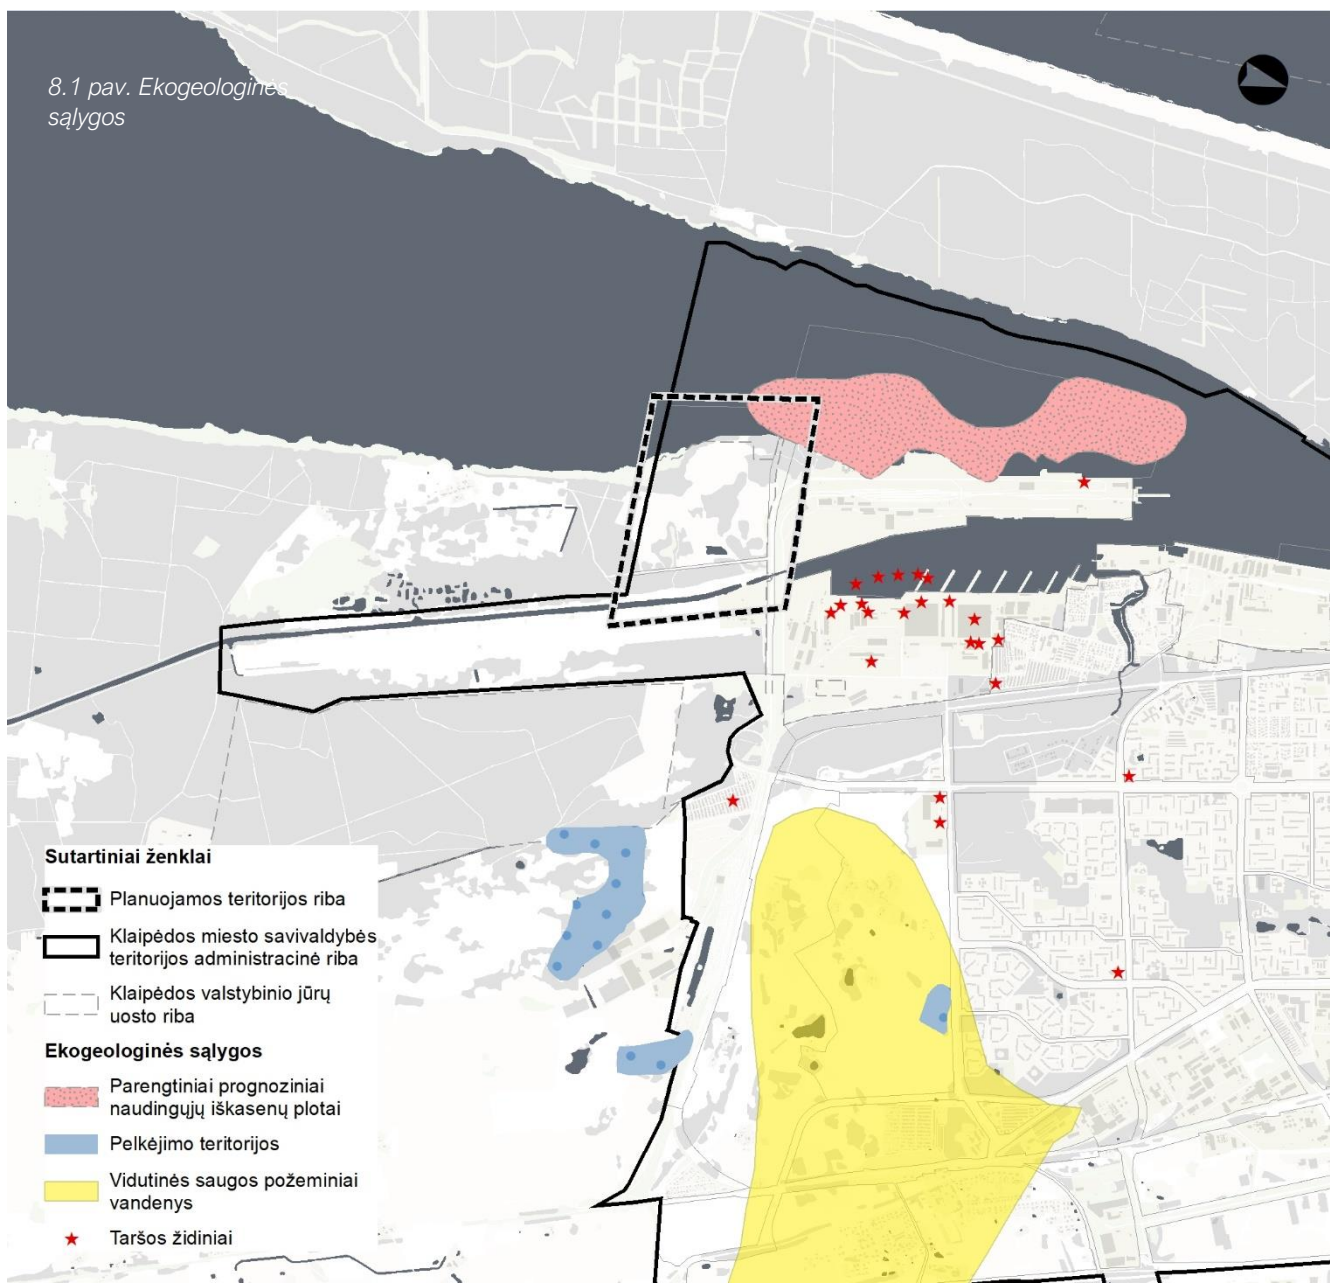 8.1 pav. Ekogeologinės
sąlygos
Sutartiniai ženklai
Planuojamos teritorijos riba
Klaipėdos miesto savivaldybės
teritorijos administracinė riba
Klaipėdos valstybinio jūrų
uosto riba
Ekogeologinės sąlygos
Parengtiniai prognoziniai
naudingųjų iškasenų plotai
Pelkėjimo teritorijos
Vidutinės saugos požeminiai
vandenys
Taršos židiniai